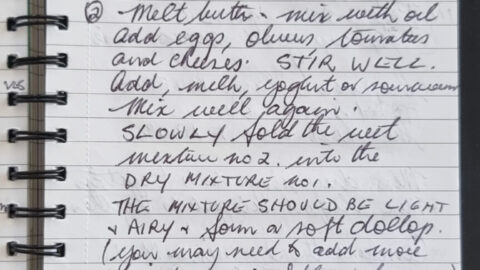 ② Melt butter - mix with oil
Add eggs, olives, tomatoes
and cheeses. STIR WELL.
Add, milk, yoghurt or sourcream
Mix well again.
SLOWLY fold the wet
mixture no 2. into the
DRY MIXTURE NO 1.
THE MIXTURE SHOULD BE LIGHT
& AIRY & form a soft dollop.
(you may need to add more